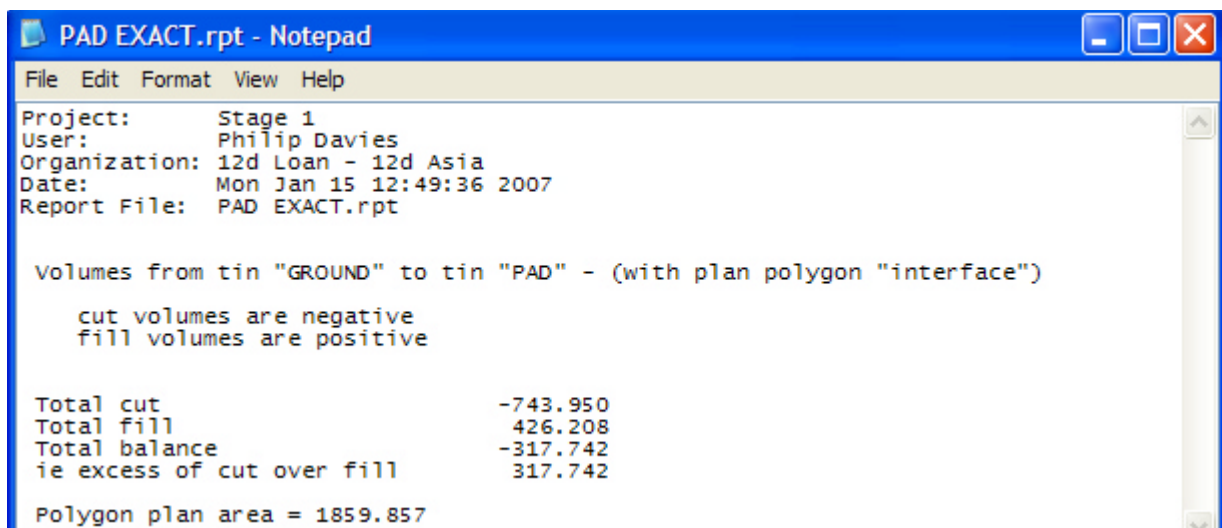 PAD EXACT.rpt - Notepad
File Edit Format View Help
Project: Stage 1
User: Philip Davies
Organization: 12d Loan - 12d Asia
Date: Mon Jan 15 12:49:36 2007
Report File: PAD EXACT.rpt
Volumes from tin "GROUND" to tin "PAD" - (with plan polygon "interface")
cut volumes are negative
fill volumes are positive
Total cut -743.950
Total fill 426.208
Total balance -317.742
ie excess of cut over fill 317.742
Polygon plan area = 1859.857